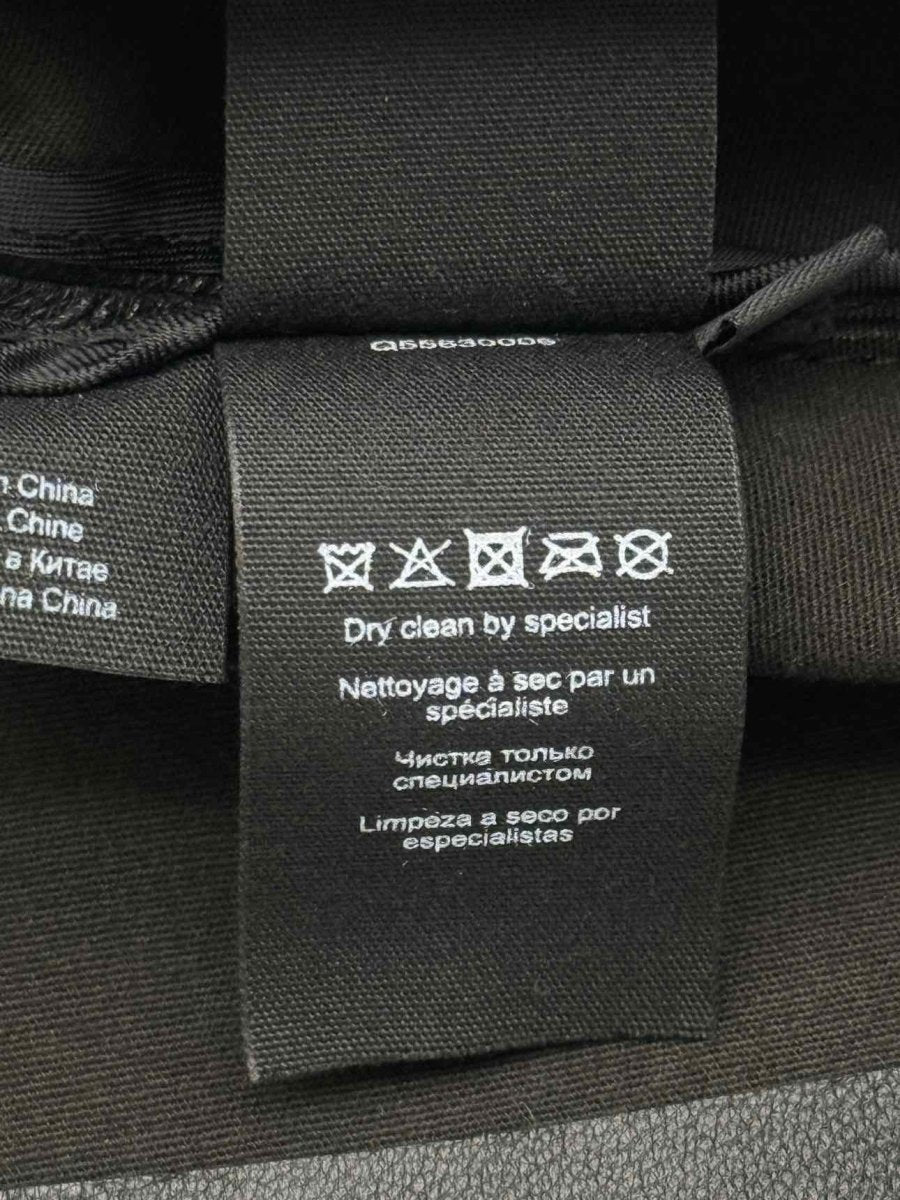 n China
Chine
в Китае
na China
Dry clean by specialist
Nettoyage à sec par un
spécialiste
Чистка только
специалистом
Limpeza a seco por
especialistas